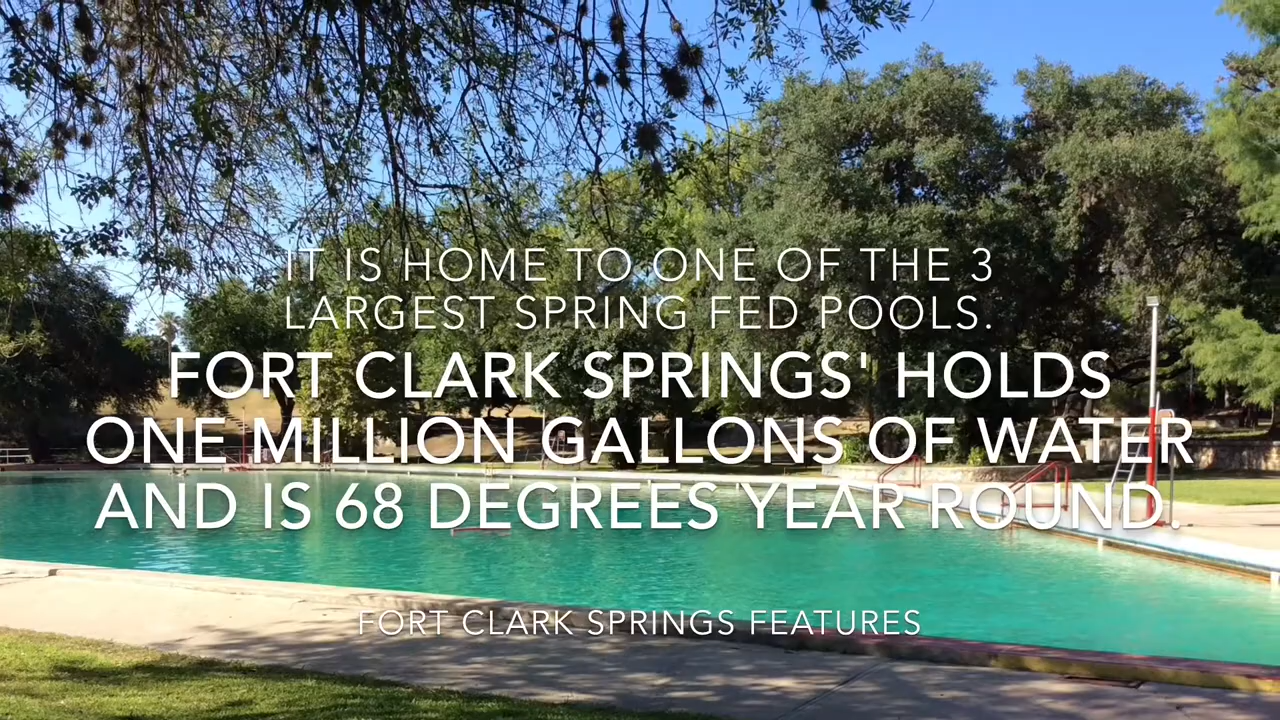 IT IS HOME TO ONE OF THE 3
LARGEST SPRING FED POOLS.
FORT CLARK SPRINGS' HOLDS
ONE MILLION GALLONS OF WATER
AND IS 68 DEGREES YEAR ROUND.
FORT CLARK SPRINGS FEATURES